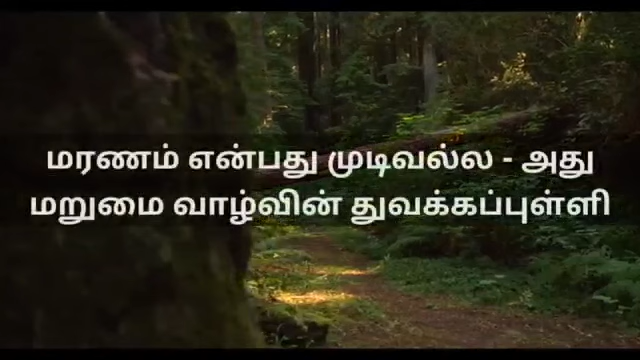 மரணம் என்பது முடிவல்ல - அது
மறுமை வாழ்வின் துவக்கப்புள்ளி